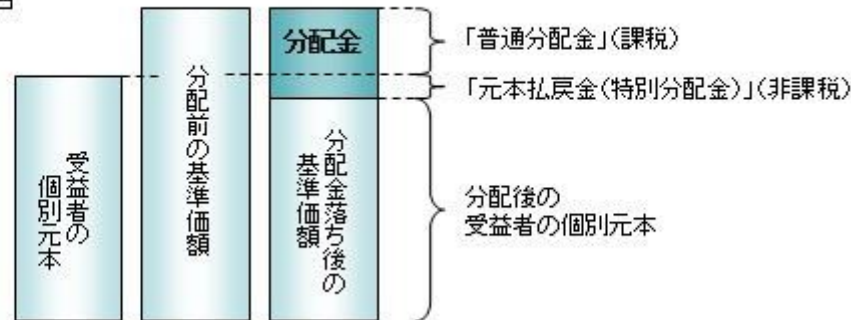 分配金
「普通分配金」(課税)
「元本払戻金(特別分配金)」(非課税)
受益者の
個別元本
分配前の基準価額
分配金落ち後の
基準価額
分配後の
受益者の個別元本